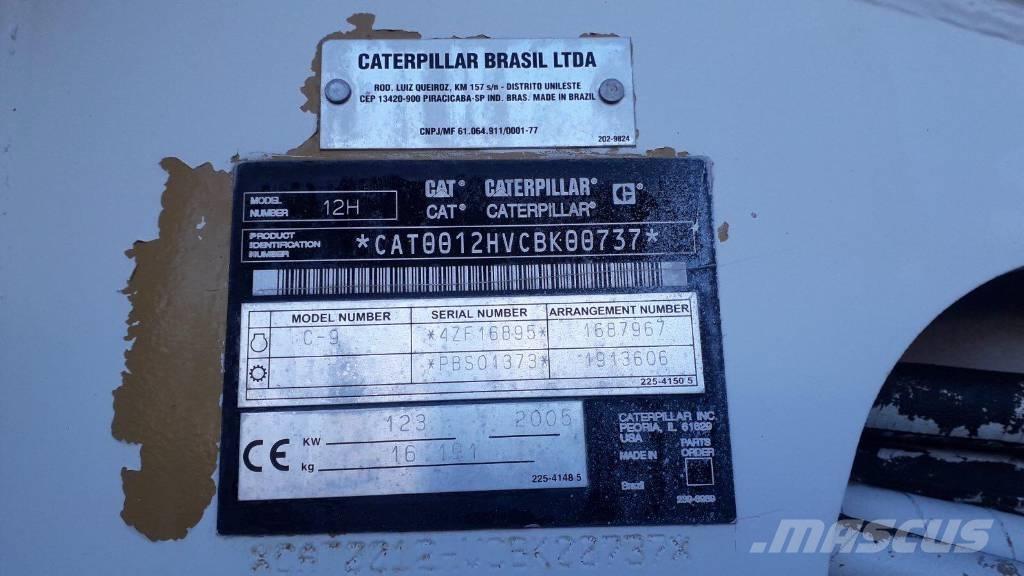 CATERPILLAR BRASIL LTDA
ROD. LUIZ QUEIROZ, KM 157 s/n - DISTRITO UNILESTE
CEP 13420-900 PIRACICABA-SP IND. BRAS. MADE IN BRAZIL
CNPJ/MF 61.064.911/0001-77
202-9824
CAT® CATERPILLAR®
MODEL NUMBER 12H
CAT® CATERPILLAR®
PRODUCT IDENTIFICATION NUMBER *CAT0012HVCBK00737*
MODEL NUMBER SERIAL NUMBER ARRANGEMENT NUMBER
C-9 *4ZF16895* 1687967
*PBS01373* 1913606
225-4150 5
CE
KW 123 2005
kg 16 191
225-4148 5
CATERPILLAR INC.
PEORIA, IL 61629
USA
MADE IN
PARTS ORDER
Brazil
MASCUS